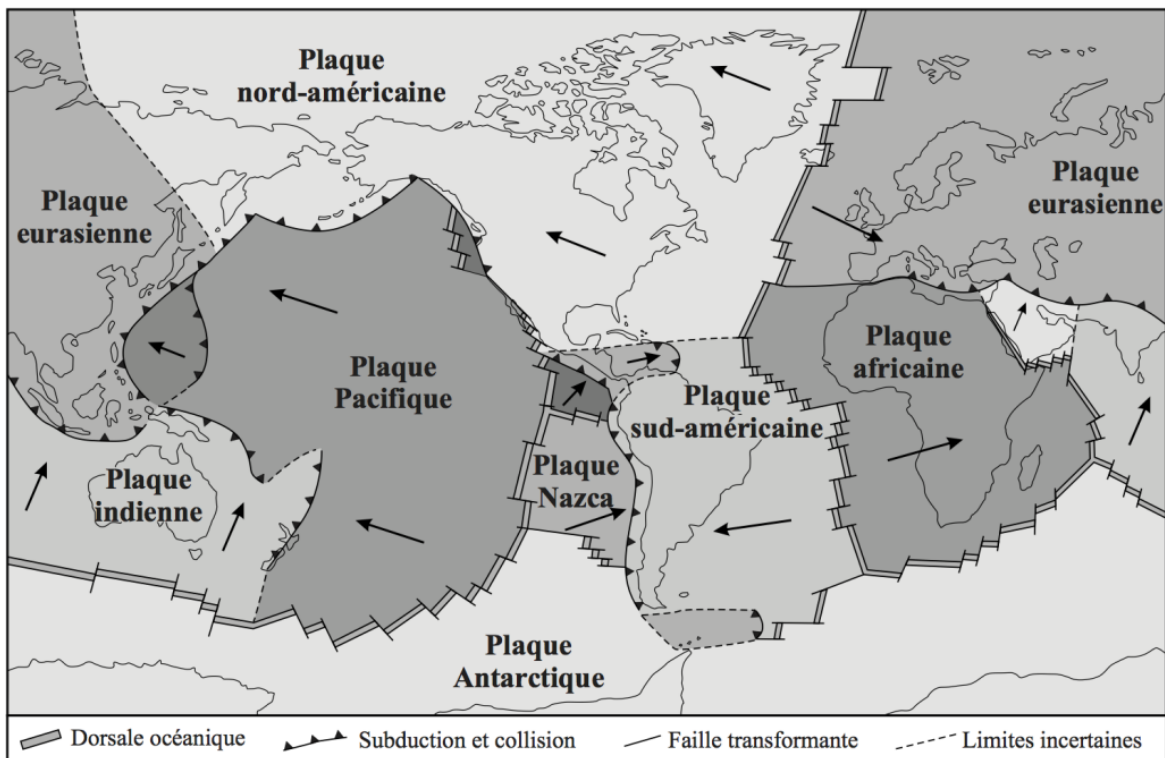 Plaque
nord-américaine
Plaque
eurasienne
Plaque
eurasienne
Plaque
Pacifique
Plaque
africaine
Plaque
sud-américaine
Plaque
Nazca
Plaque
indienne
Plaque
Antarctique
Dorsale océanique
Subduction et collision
Faille transformante
Limites incertaines